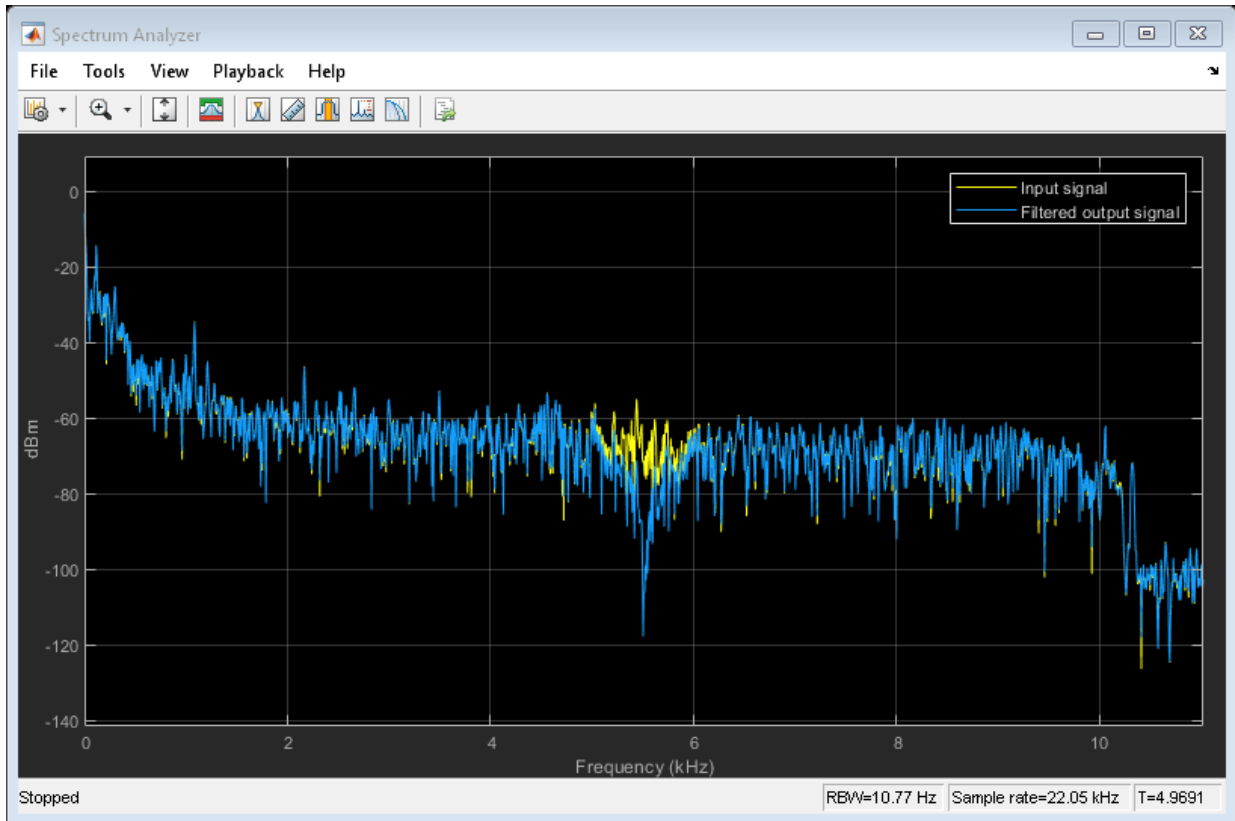 Spectrum Analyzer
File Tools View Playback Help
Input signal
Filtered output signal
0
-20
-40
-60
-80
-100
-120
-140
dBm
0 2 4 6 8 10
Frequency (kHz)
Stopped RBW=10.77 Hz Sample rate=22.05 kHz T=4.9691